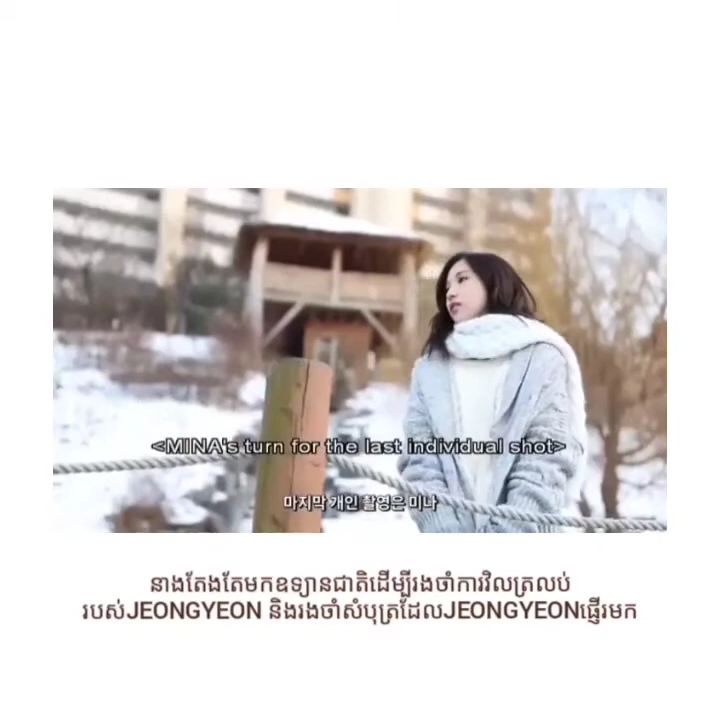 <MINA's turn for the last individual shot>
마지막 개인 촬영은 미나
នាងតែងតែមកឧទ្យានជាតិដើម្បីរងចាំការវិលត្រលប់
របស់JEONGYEON និងរងចាំសំបុត្រដែលJEONGYEONផ្ញើរមក